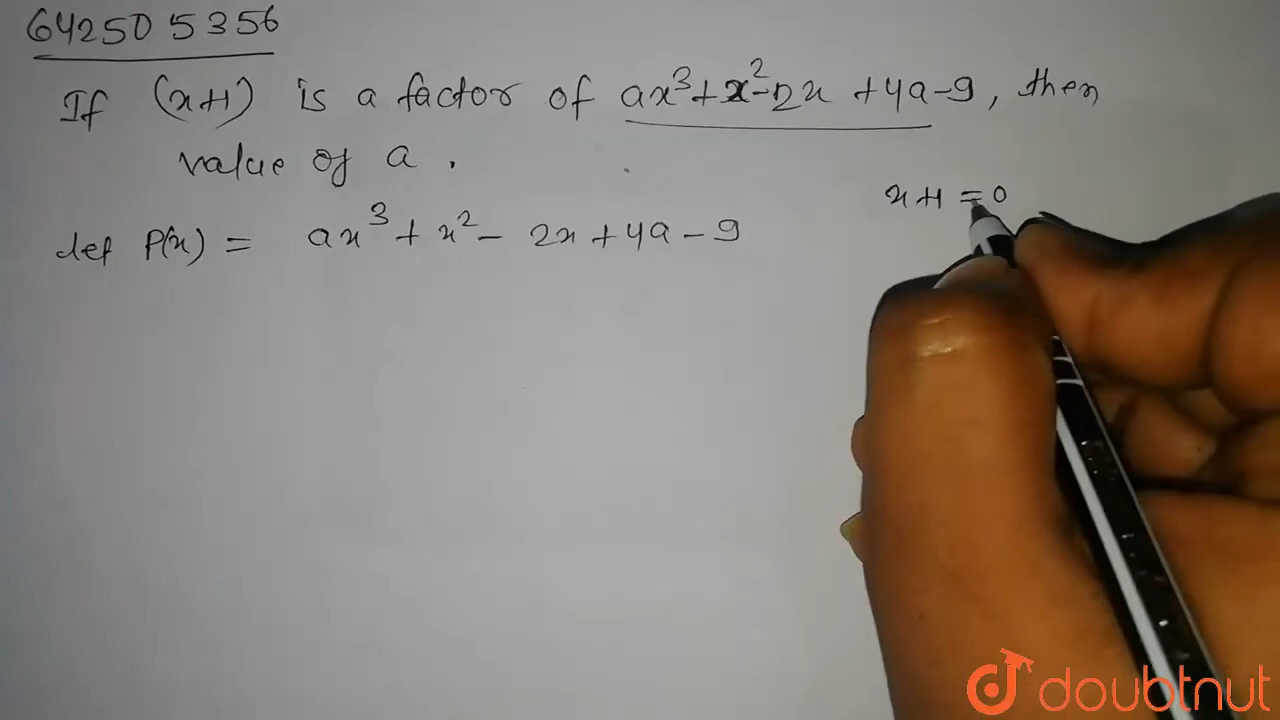 642505356
If (x+1) is a factor of ax³+x²-2x+4a-9, then
value of a .
x+1 =0
def P(x) = ax³+x²- 2x+4a-9
doubtnut